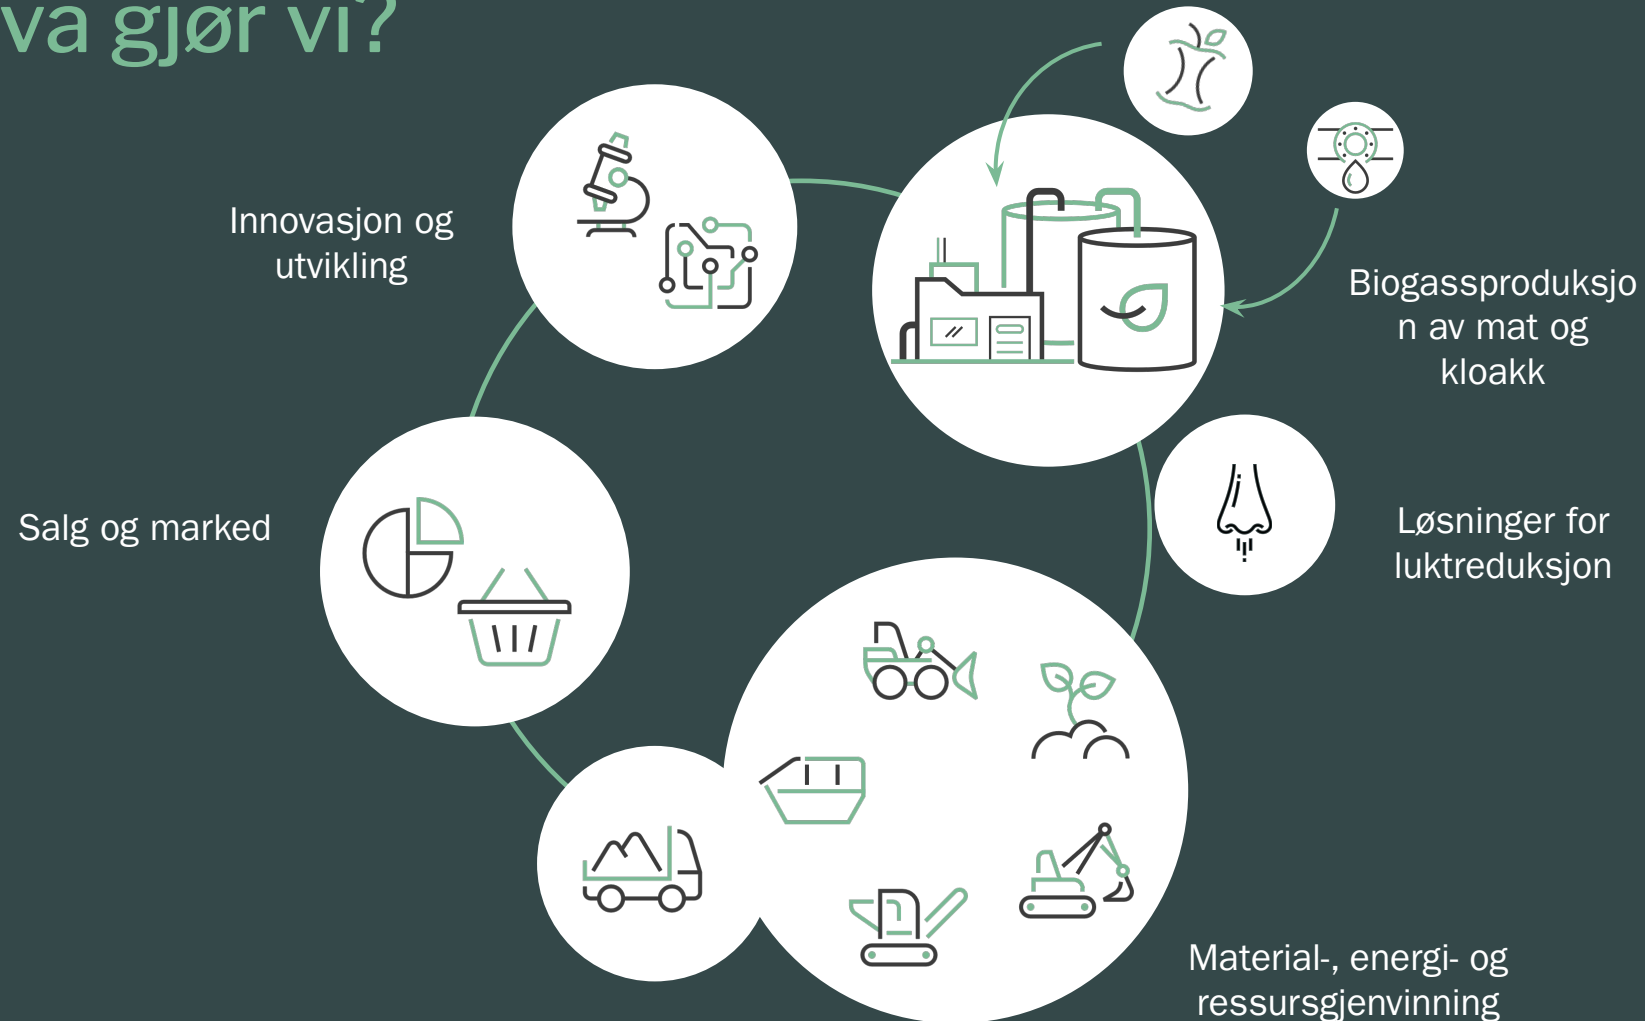 va gjør vi?
Innovasjon og
utvikling
Biogassproduksjo
n av mat og
kloakk
Salg og marked
Løsninger for
luktreduksjon
Material-, energi- og
ressursgjenvinning